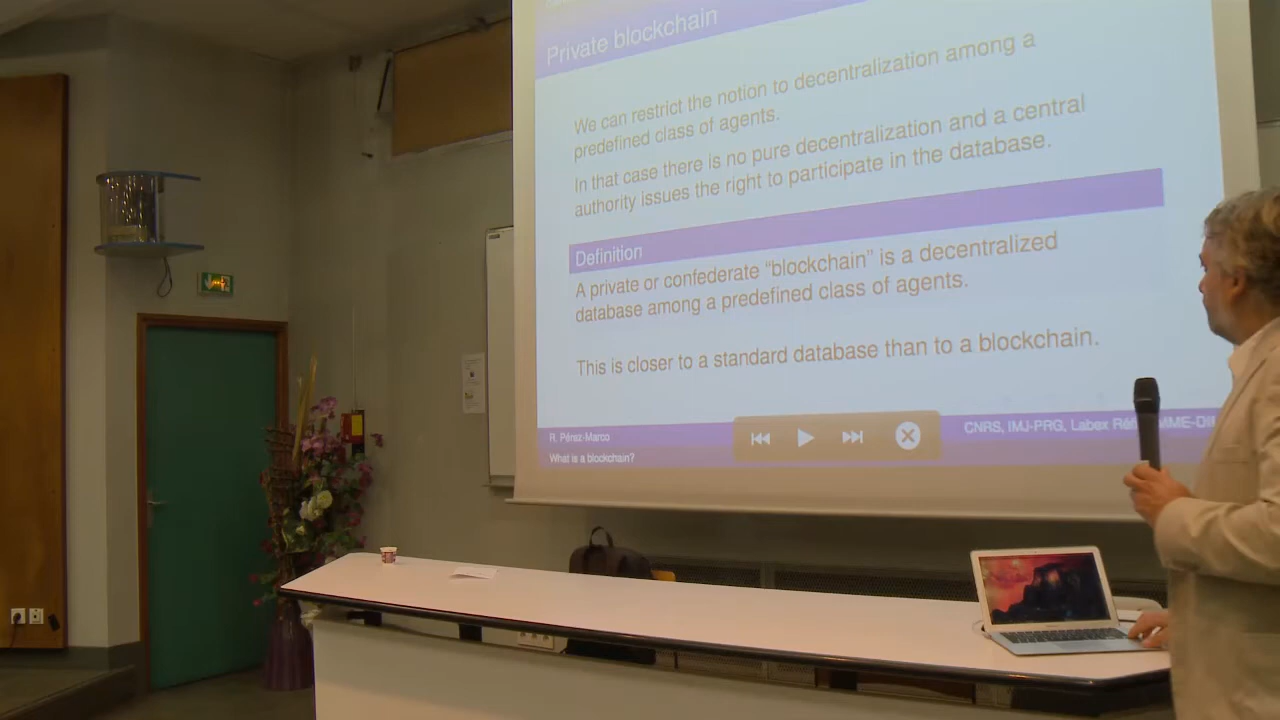 Private blockchain
We can restrict the notion to decentralization among a
predefined class of agents.
In that case there is no pure decentralization and a central
authority issues the right to participate in the database.
Definition
A private or confederate “blockchain” is a decentralized
database among a predefined class of agents.
This is closer to a standard database than to a blockchain.
R. Pérez-Marco
CNRS, IMJ-PRG, Labex
What is a blockchain?